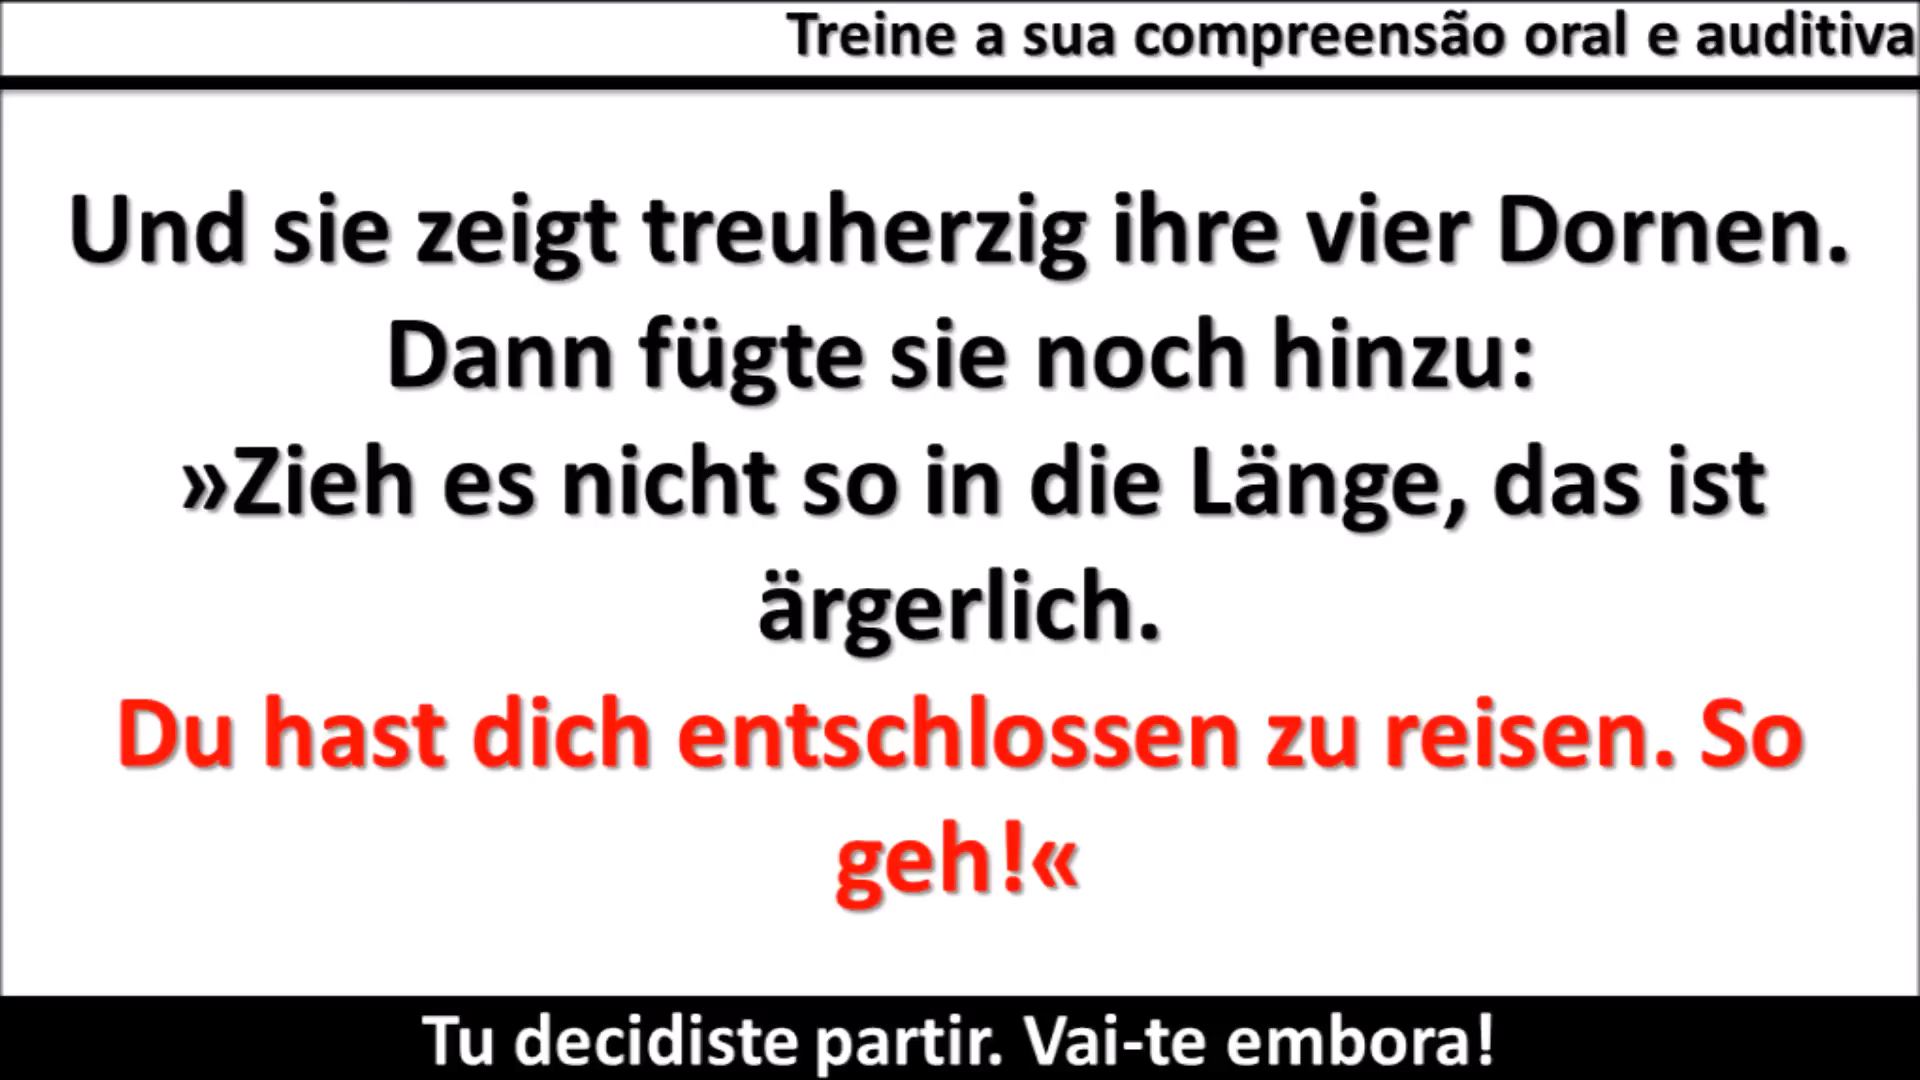 Treine a sua compreensão oral e auditiva
Und sie zeigt treuherzig ihre vier Dornen.
Dann fügte sie noch hinzu:
»Zieh es nicht so in die Länge, das ist
ärgerlich.
Du hast dich entschlossen zu reisen. So
geh!«
Tu decidiste partir. Vai-te embora!